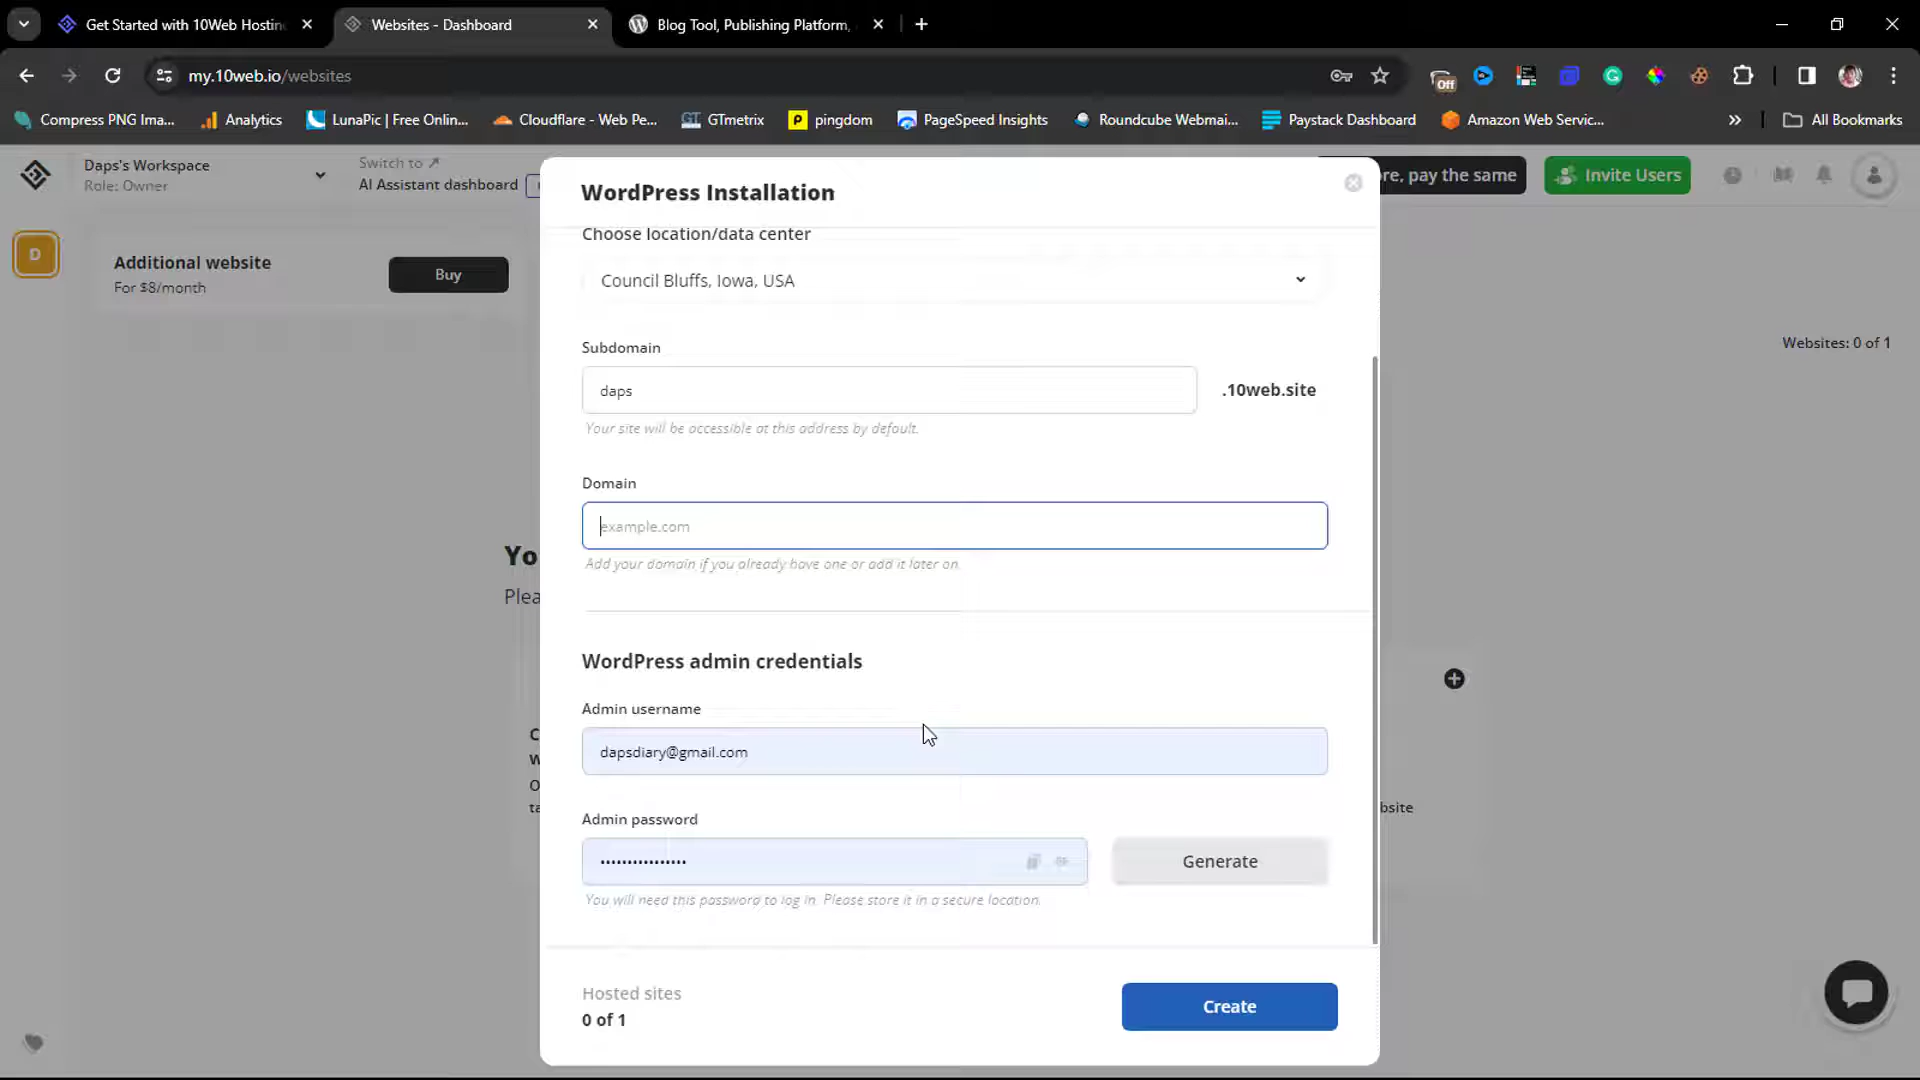 Get Started with 10Web Hostin
Websites - Dashboard
Blog Tool, Publishing Platform,
my.10web.io/websites
Off
Compress PNG Ima...
Analytics
LunaPic | Free Onlin...
Cloudflare - Web Pe...
GT
GTmetrix
p
pingdom
PageSpeed Insights
Roundcube Webmai...
Paystack Dashboard
Amazon Web Servic...
»
All Bookmarks
Daps's Workspace
Role: Owner
Switch to ↗
AI Assistant dashboard
re, pay the same
Invite Users
D
Additional website
For $8/month
Buy
Websites: 0 of 1
WordPress Installation
Choose location/data center
Council Bluffs, Iowa, USA
Subdomain
daps
.10web.site
Your site will be accessible at this address by default.
Domain
example.com
Add your domain if you already have one or add it later on.
Yo
Plea
WordPress admin credentials
Admin username
dapsdiary@gmail.com
Admin password
••••••••••••••••
Generate
You will need this password to log in. Please store it in a secure location.
bsite
Hosted sites
0 of 1
Create